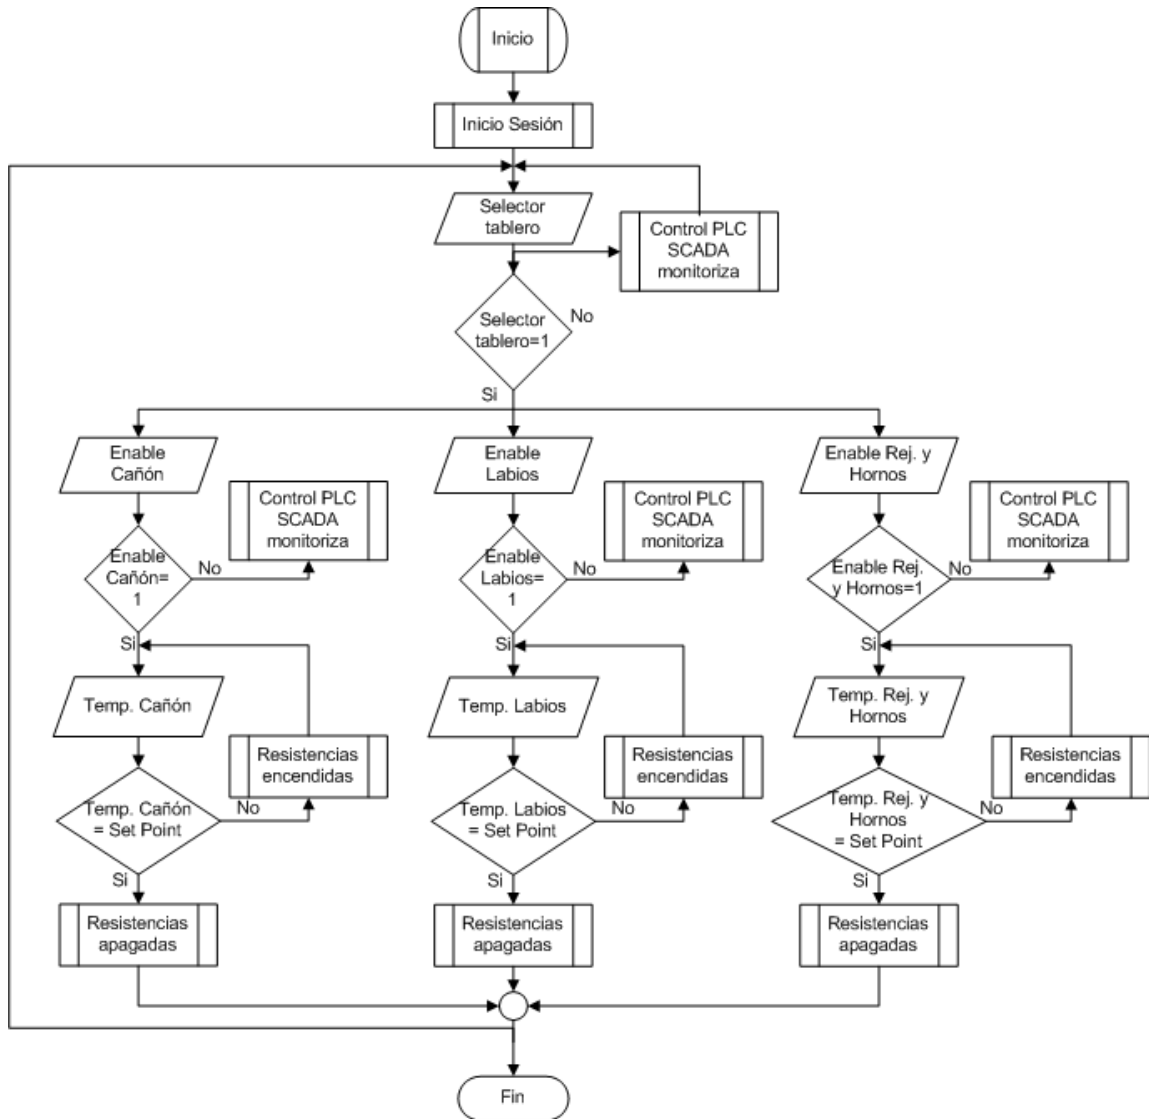 Inicio
Inicio Sesión
Selector
tablero
Control PLC
SCADA
monitoriza
Selector
tablero=1
No
Si
Enable
Cañón
Control PLC
SCADA
monitoriza
Enable
Cañón=
1
No
Si
Temp. Cañón
Resistencias
encendidas
Temp. Cañón
= Set Point
No
Si
Resistencias
apagadas
Enable
Labios
Control PLC
SCADA
monitoriza
Enable
Labios=
1
No
Si
Temp. Labios
Resistencias
encendidas
Temp. Labios
= Set Point
No
Si
Resistencias
apagadas
Enable Rej. y
Hornos
Control PLC
SCADA
monitoriza
Enable Rej.
y Hornos=1
No
Si
Temp. Rej. y
Hornos
Resistencias
encendidas
Temp. Rej. y
Hornos
= Set Point
No
Si
Resistencias
apagadas
Fin